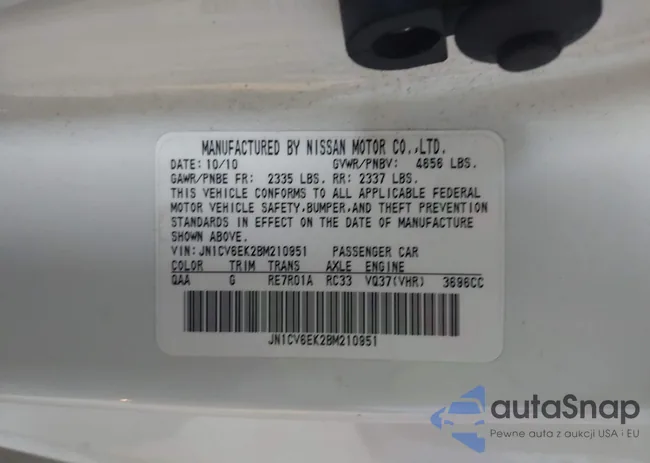 MANUFACTURED BY NISSAN MOTOR CO.,LTD.
DATE: 10/10 GVWR/PNBV: 4856 LBS.
GAWR/PNBE FR: 2335 LBS. RR: 2337 LBS.
THIS VEHICLE CONFORMS TO ALL APPLICABLE FEDERAL
MOTOR VEHICLE SAFETY,BUMPER,AND THEFT PREVENTION
STANDARDS IN EFFECT ON THE DATE OF MANUFACTURE
SHOWN ABOVE.
VIN: JN1CV6EK2BM210951 PASSENGER CAR
COLOR TRIM TRANS AXLE ENGINE
QAA G RE7R01A RC33 VQ37(VHR) 3696CC
JN1CV6EK2BM210951
autaSnap
Pewne auta z aukcji USA i EU